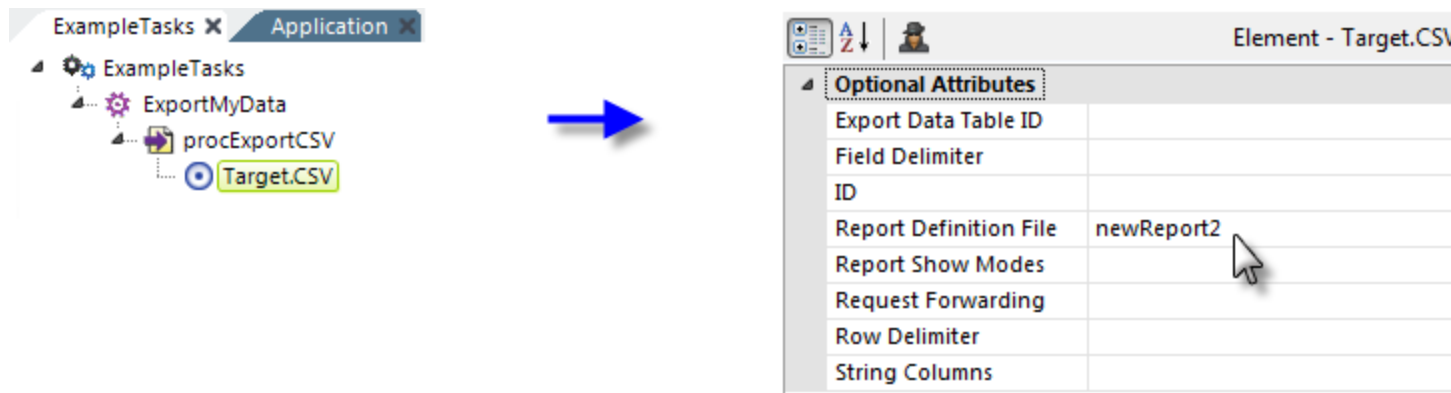 ExampleTasks Application
ExampleTasks
ExportMyData
procExportCSV
Target.CSV
A
Z
Element - Target.CSV
Optional Attributes
Export Data Table ID
Field Delimiter
ID
Report Definition File newReport2
Report Show Modes
Request Forwarding
Row Delimiter
String Columns